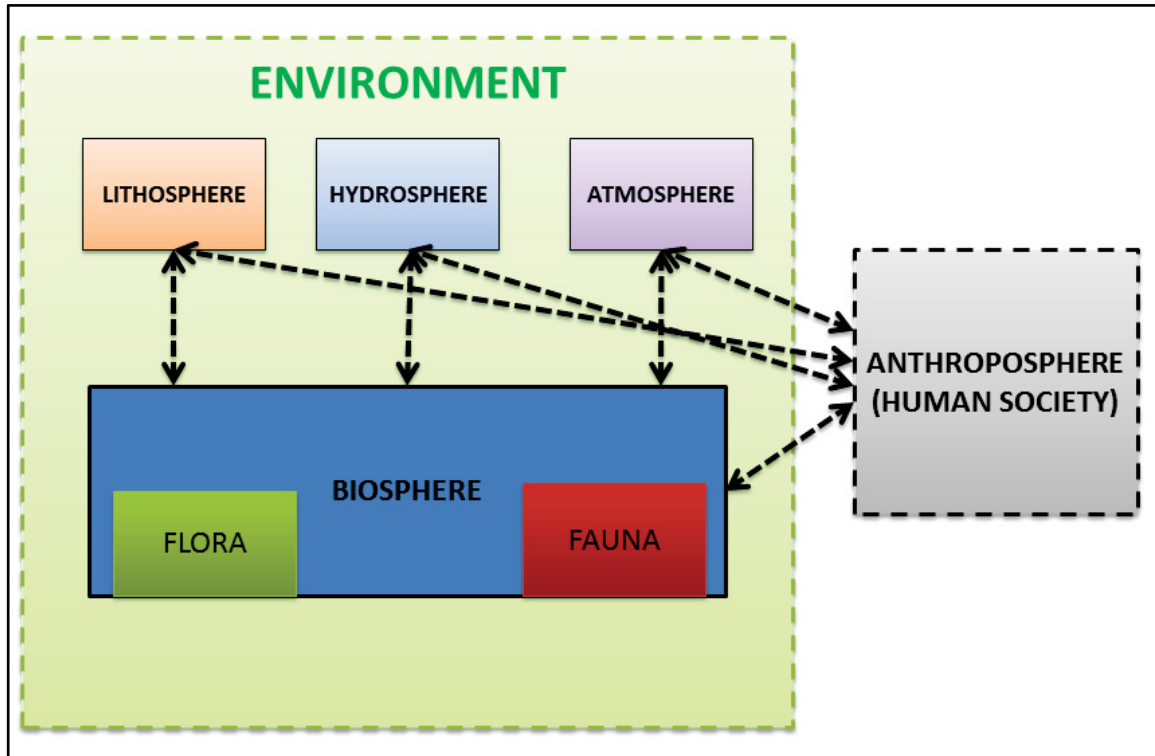 ENVIRONMENT
LITHOSPHERE
HYDROSPHERE
ATMOSPHERE
ANTHROPOSPHERE
(HUMAN SOCIETY)
BIOSPHERE
FLORA
FAUNA